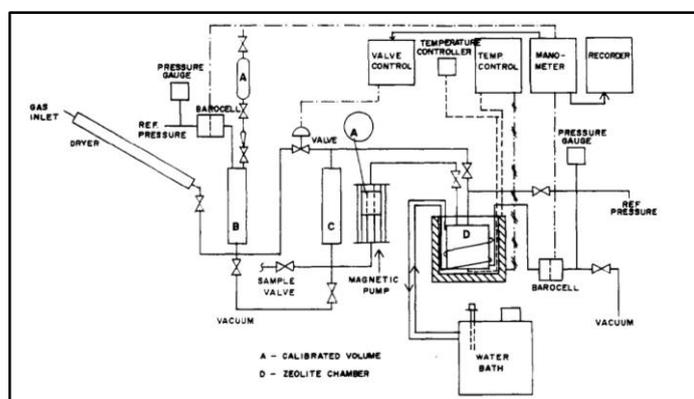 PRESSURE
GAUGE
GAS
INLET
REF.
PRESSURE
BAROCELL
DRYER
A
B
VALVE
CONTROL
TEMPERATURE
CONTROLLER
TEMP.
CONTROL
MANO-
METER
RECORDER
VALVE
A
C
D
PRESSURE
GAUGE
REF
PRESSURE
SAMPLE
VALVE
MAGNETIC
PUMP
BAROCELL
VACUUM
VACUUM
A - CALIBRATED VOLUME
D - ZEOLITE CHAMBER
WATER
BATH